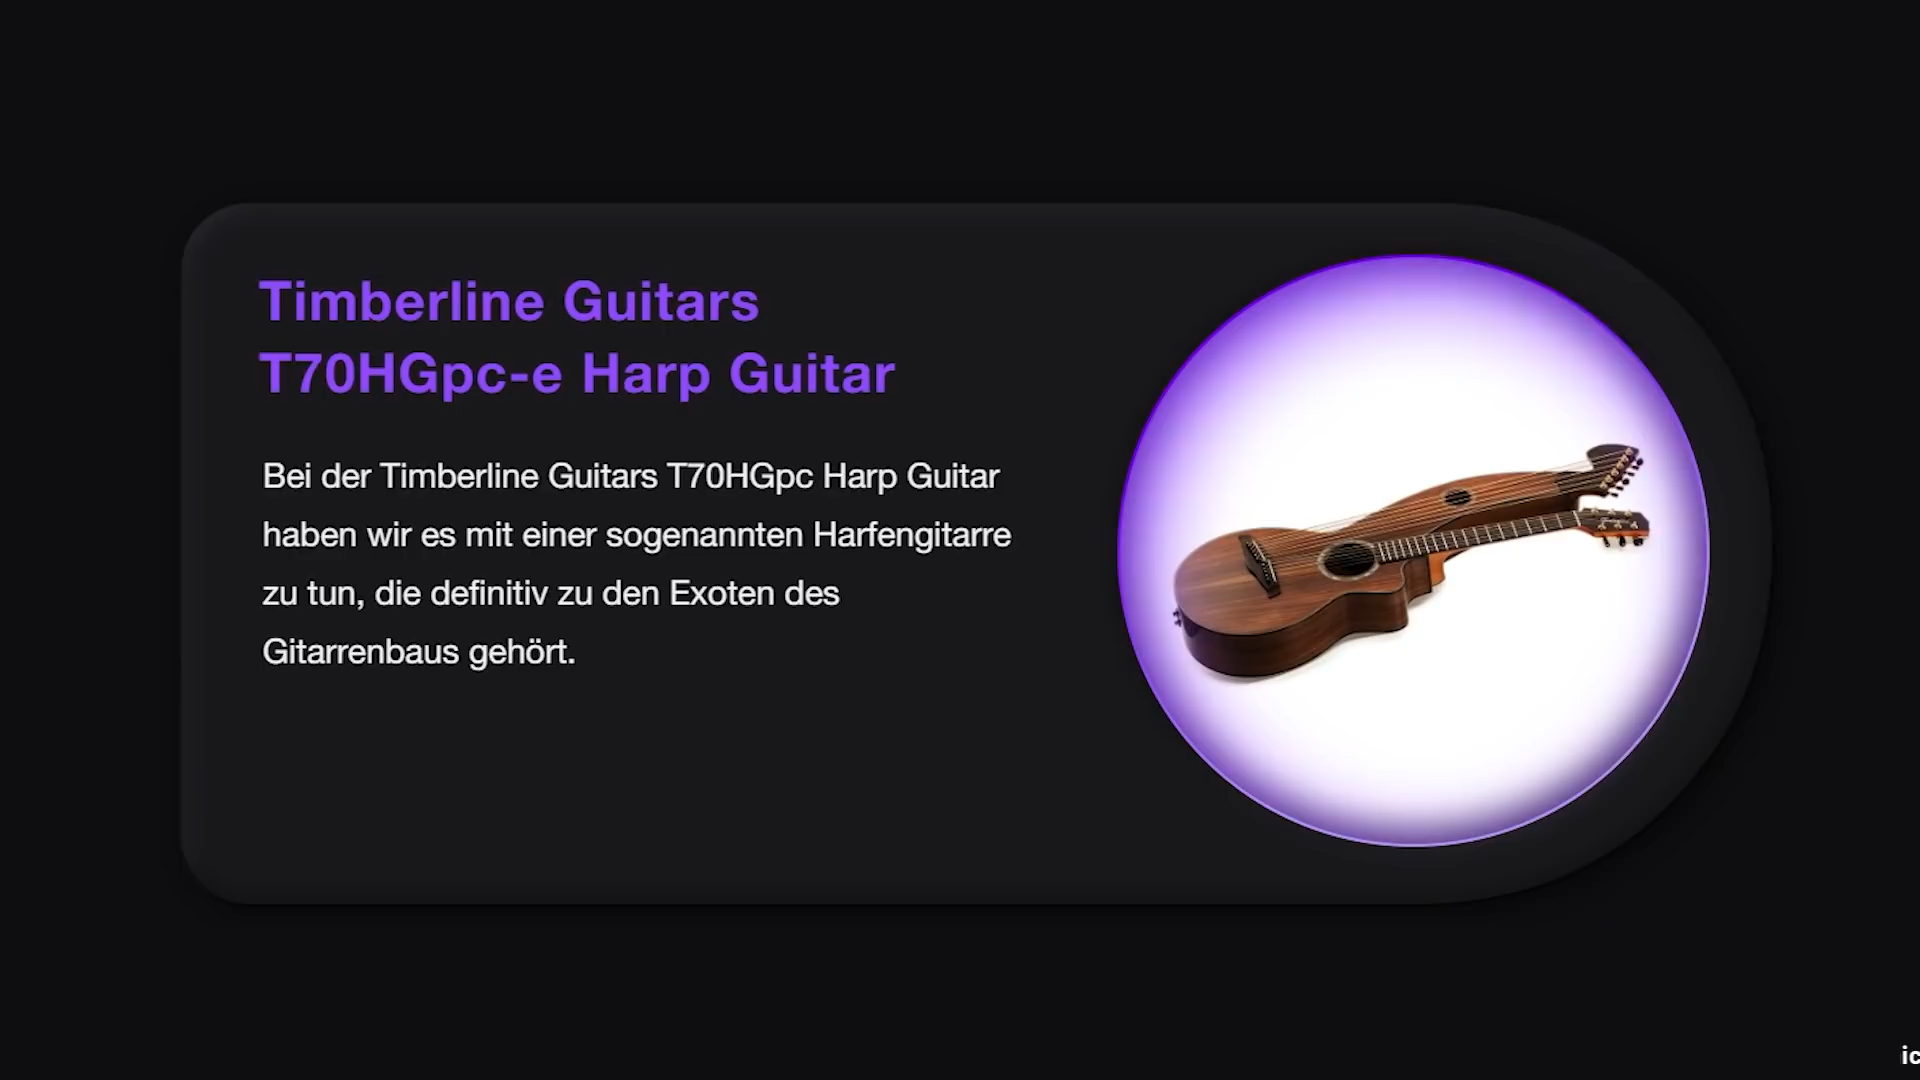 Timberline Guitars
T70HGpc-e Harp Guitar
Bei der Timberline Guitars T70HGpc Harp Guitar
haben wir es mit einer sogenannten Harfengitarre
zu tun, die definitiv zu den Exoten des
Gitarrenbaus gehört.
ic